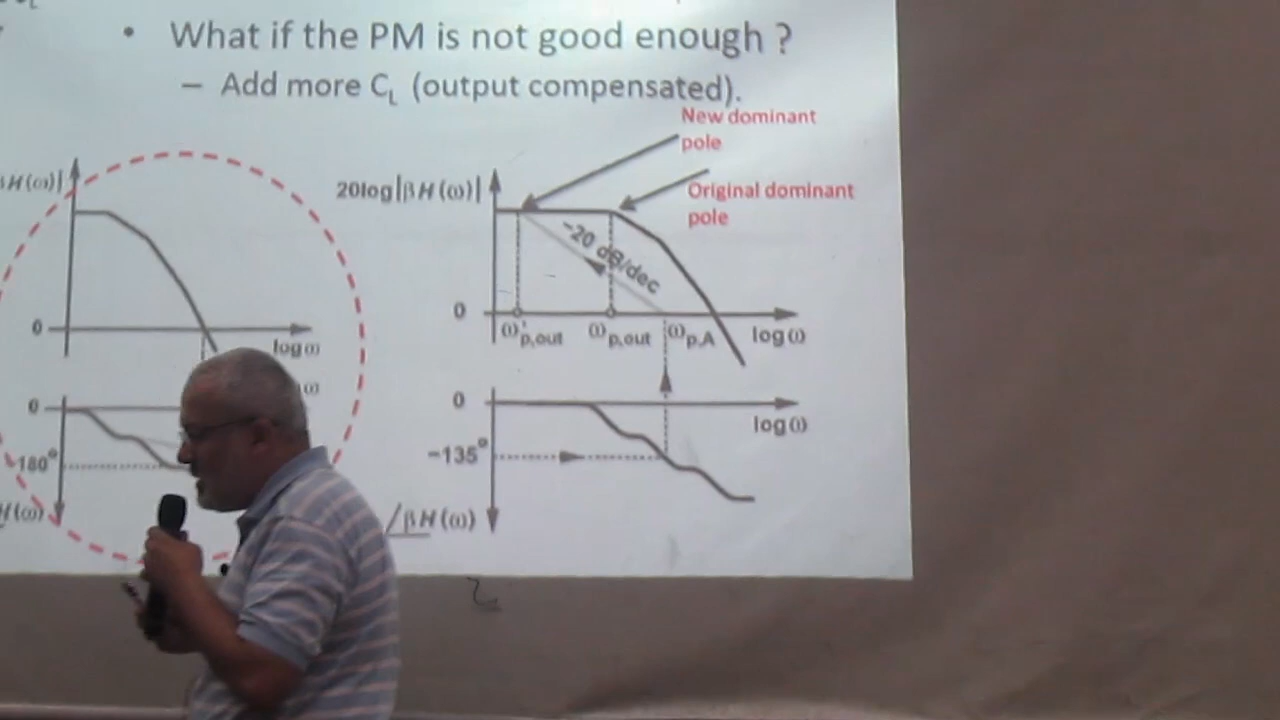 • What if the PM is not good enough ?
– Add more CL (output compensated).
New dominant
pole
Original dominant
pole
H(ω)|
0
log ω
ω
0
-180°
(ω)
20log|βH(ω)|
−20 dB/dec
0
ω'p,out
ωp,out
ωp,A
log ω
0
log ω
−135°
/βH(ω)